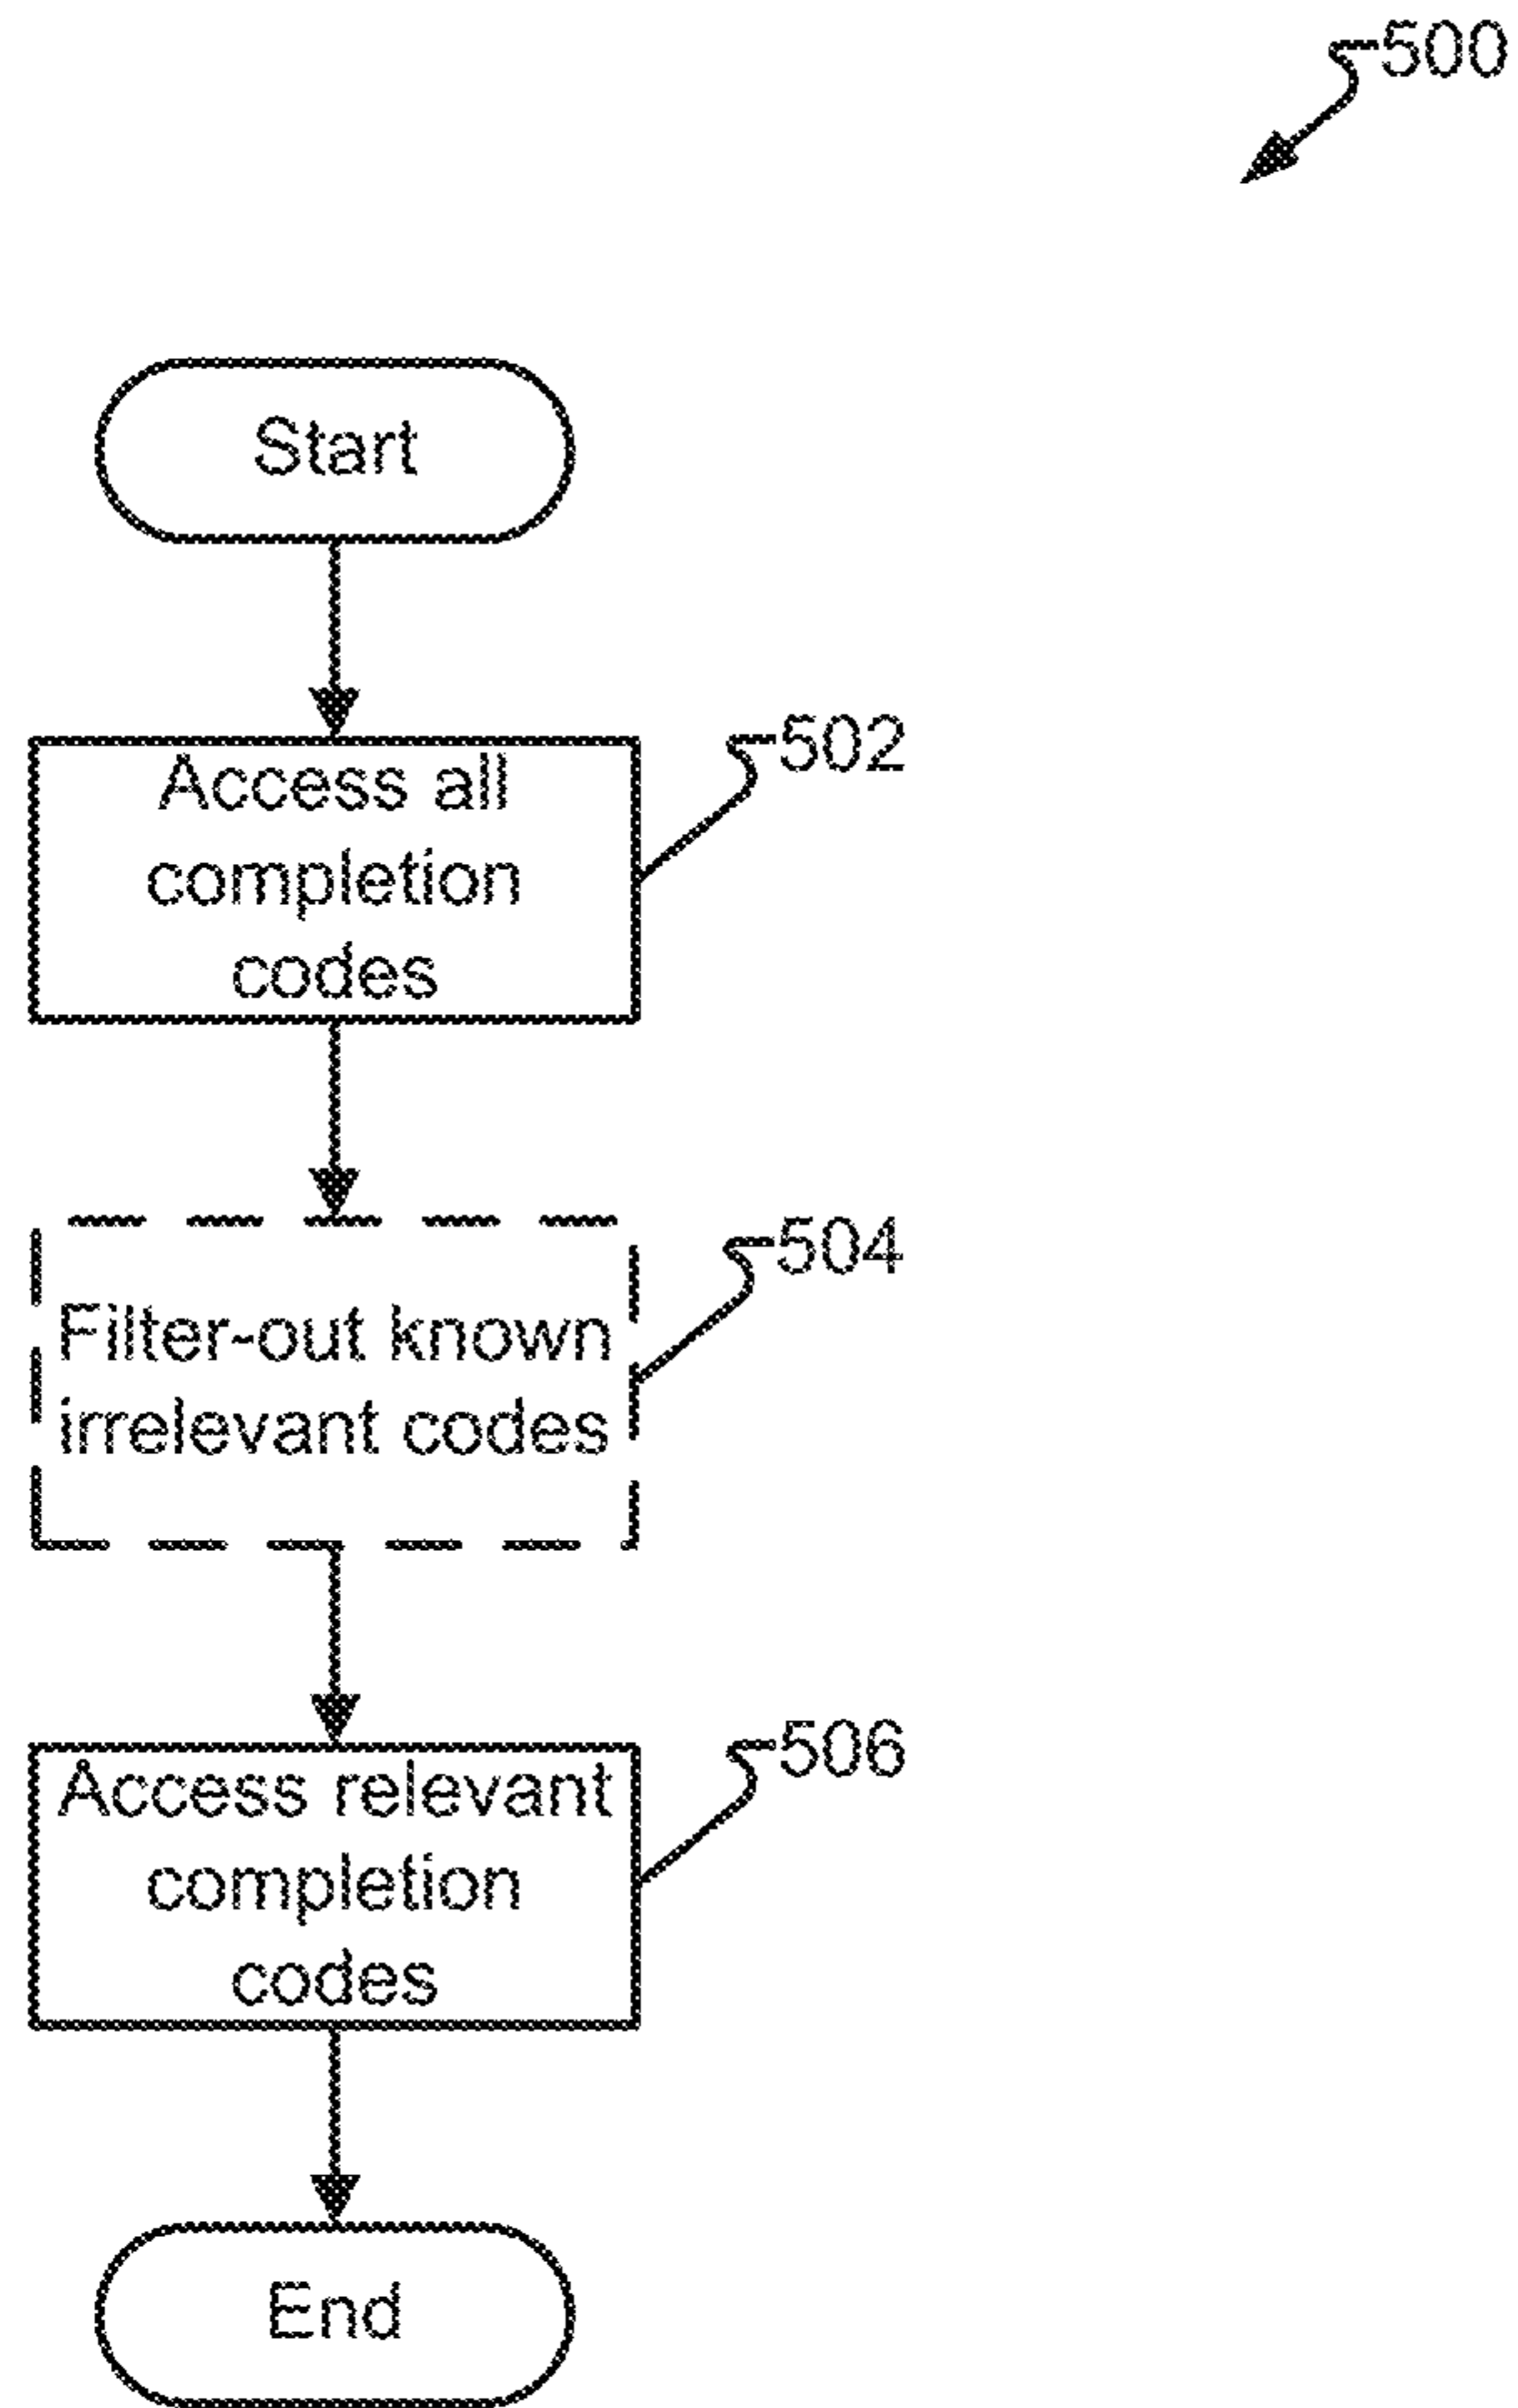 500
Start
Access all
completion
codes
502
Filter-out known
irrelevant codes
504
Access relevant
completion
codes
506
End